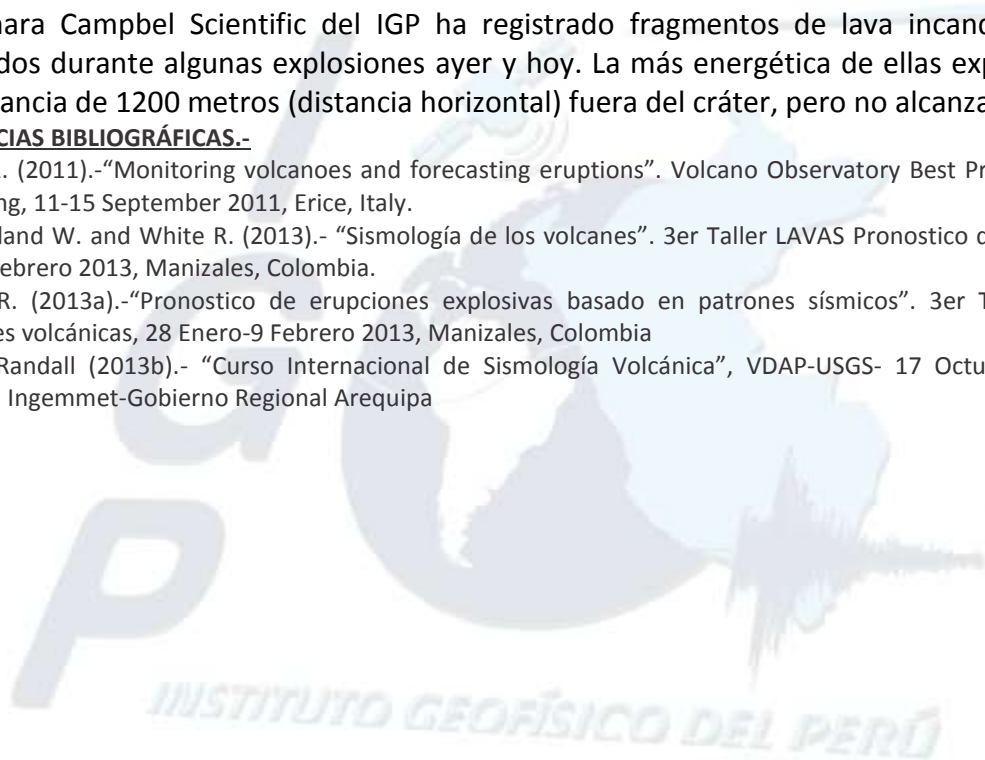 nara Campbel Scientific del IGP ha registrado fragmentos de lava incand
dos durante algunas explosiones ayer y hoy. La más energética de ellas exp
ancia de 1200 metros (distancia horizontal) fuera del cráter, pero no alcanza
CIAS BIBLIOGRÁFICAS.-
. (2011).-“Monitoring volcanoes and forecasting eruptions”. Volcano Observatory Best Pr
ng, 11-15 September 2011, Erice, Italy.
land W. and White R. (2013).- “Sismología de los volcanes”. 3er Taller LAVAS Pronostico d
ebrero 2013, Manizales, Colombia.
R. (2013a).-“Pronostico de erupciones explosivas basado en patrones sísmicos”. 3er T
es volcánicas, 28 Enero-9 Febrero 2013, Manizales, Colombia
Randall (2013b).- “Curso Internacional de Sismología Volcánica”, VDAP-USGS- 17 Octu
Ingemmet-Gobierno Regional Arequipa
IGP
INSTITUTO GEOFÍSICO DEL PERÚ